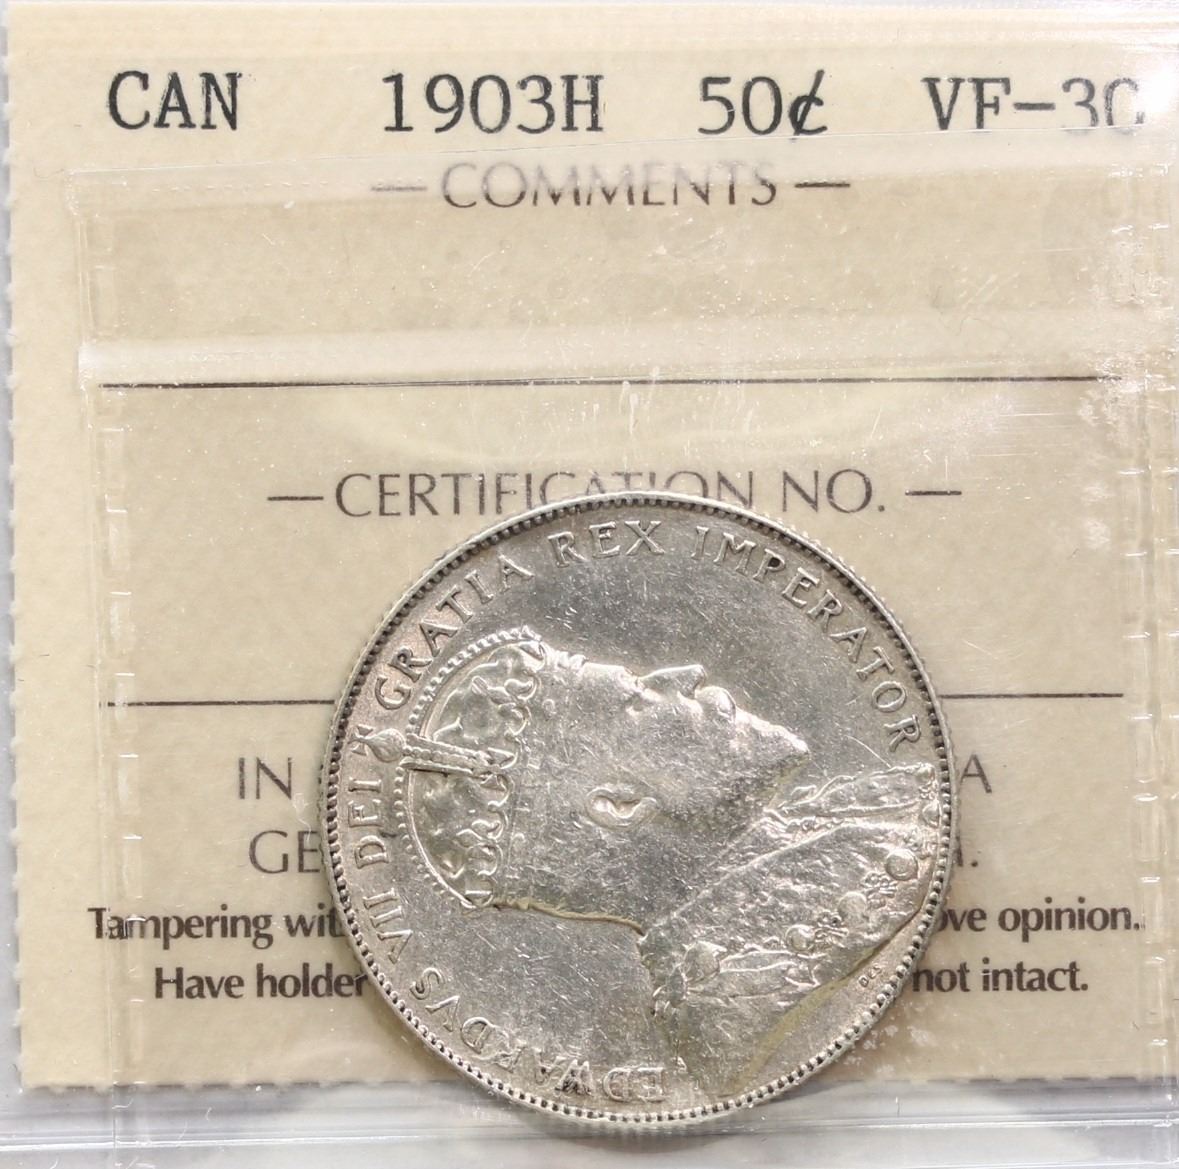 CAN 1903H 50¢ VF-30
— COMMENTS —
— CERTIFICATION NO. —
EDWARDVS VII DEI GRATIA REX IMPERATOR
DES
IN A
GE
Tampering wit ove opinion.
Have holder not intact.